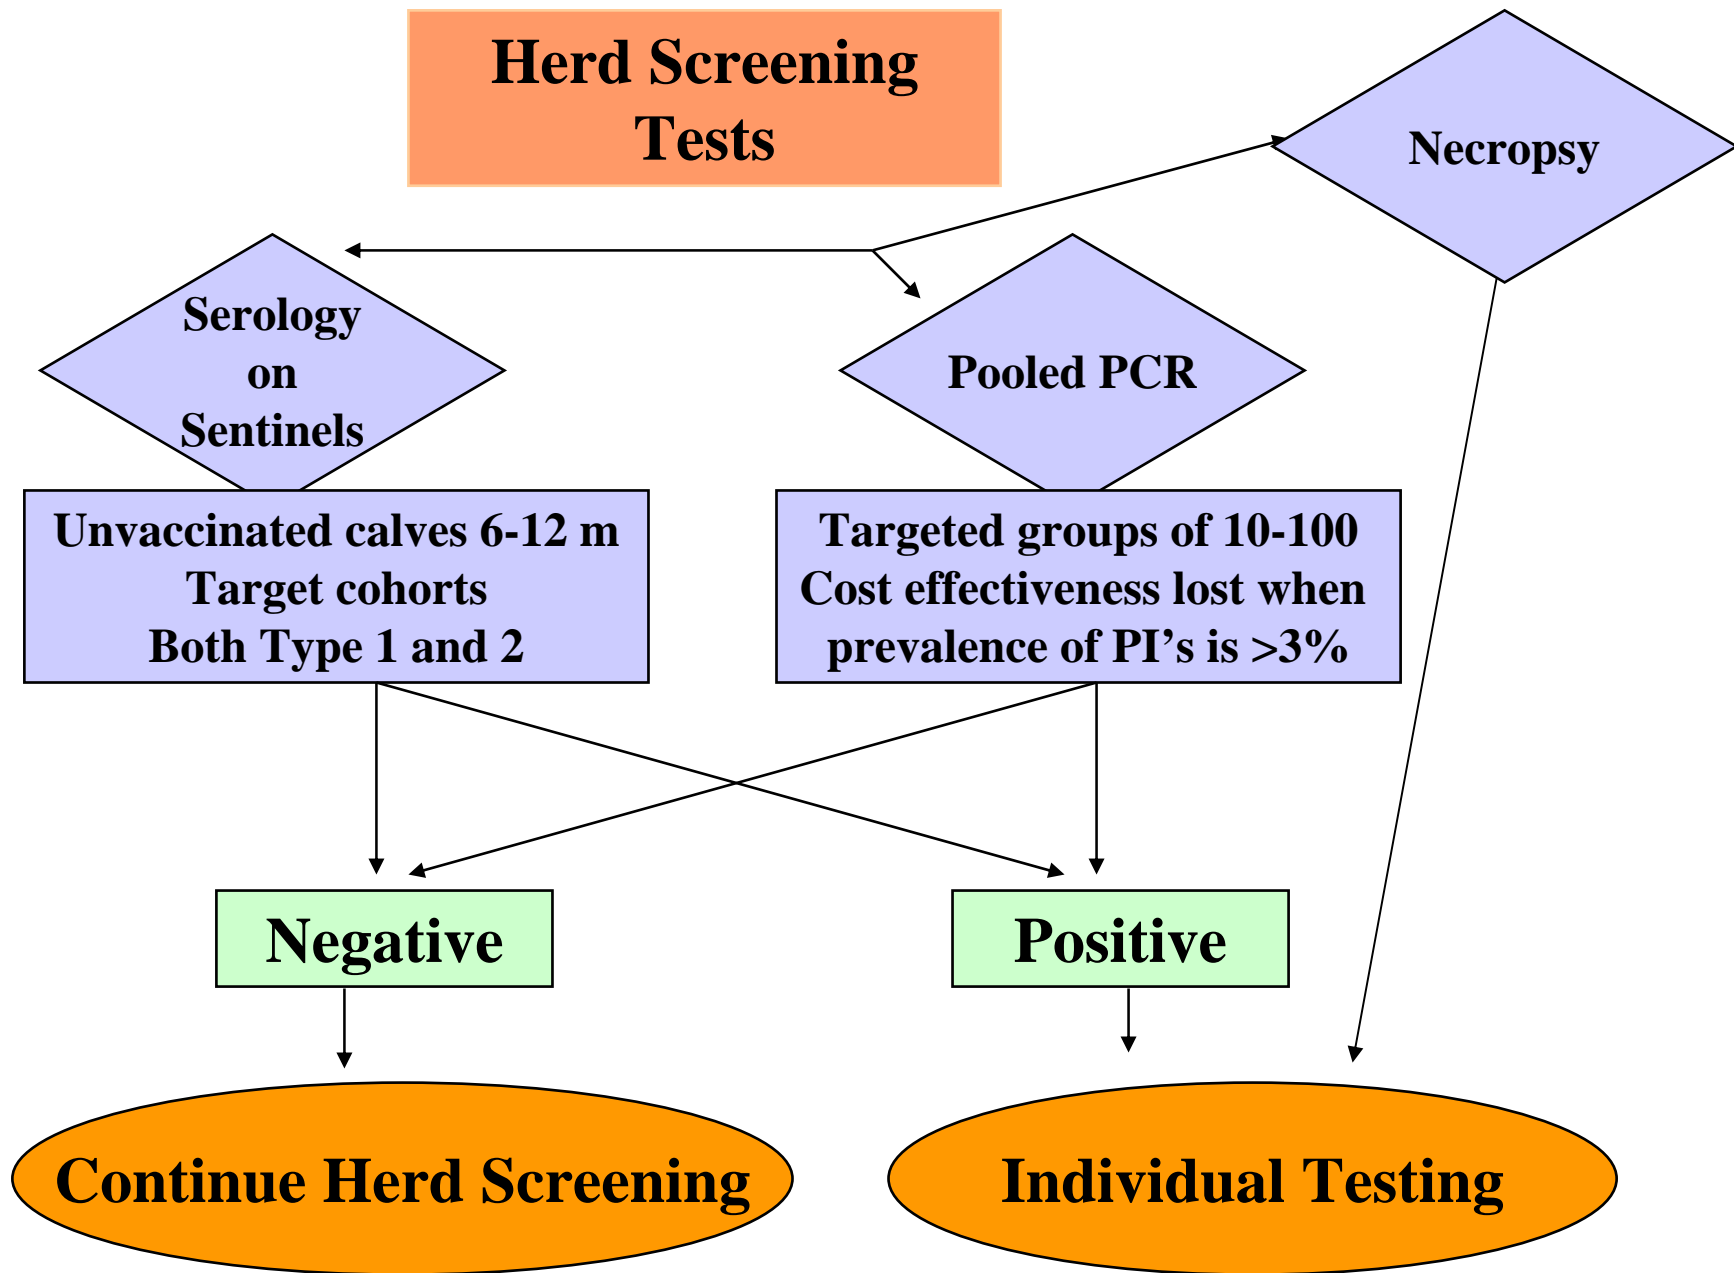 Herd Screening
Tests
Necropsy
Serology
on
Sentinels
Pooled PCR
Unvaccinated calves 6-12 m
Target cohorts
Both Type 1 and 2
Targeted groups of 10-100
Cost effectiveness lost when
prevalence of PI’s is >3%
Negative
Positive
Continue Herd Screening
Individual Testing